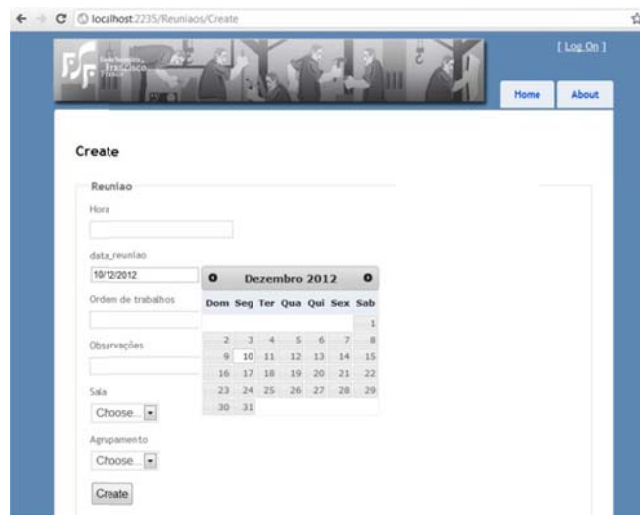 localhost:2235/Reuniaos/Create
[ Log On ]
Francisco
Home About
Create
Reuniao
Hora
data_reuniao
10/12/2012
Dezembro 2012
Dom Seg Ter Qua Qui Sex Sab
1
2 3 4 5 6 7 8
9 10 11 12 13 14 15
16 17 18 19 20 21 22
23 24 25 26 27 28 29
30 31
Ordem de trabalhos
Observações
Sala
Choose...
Agrupamento
Choose...
Create